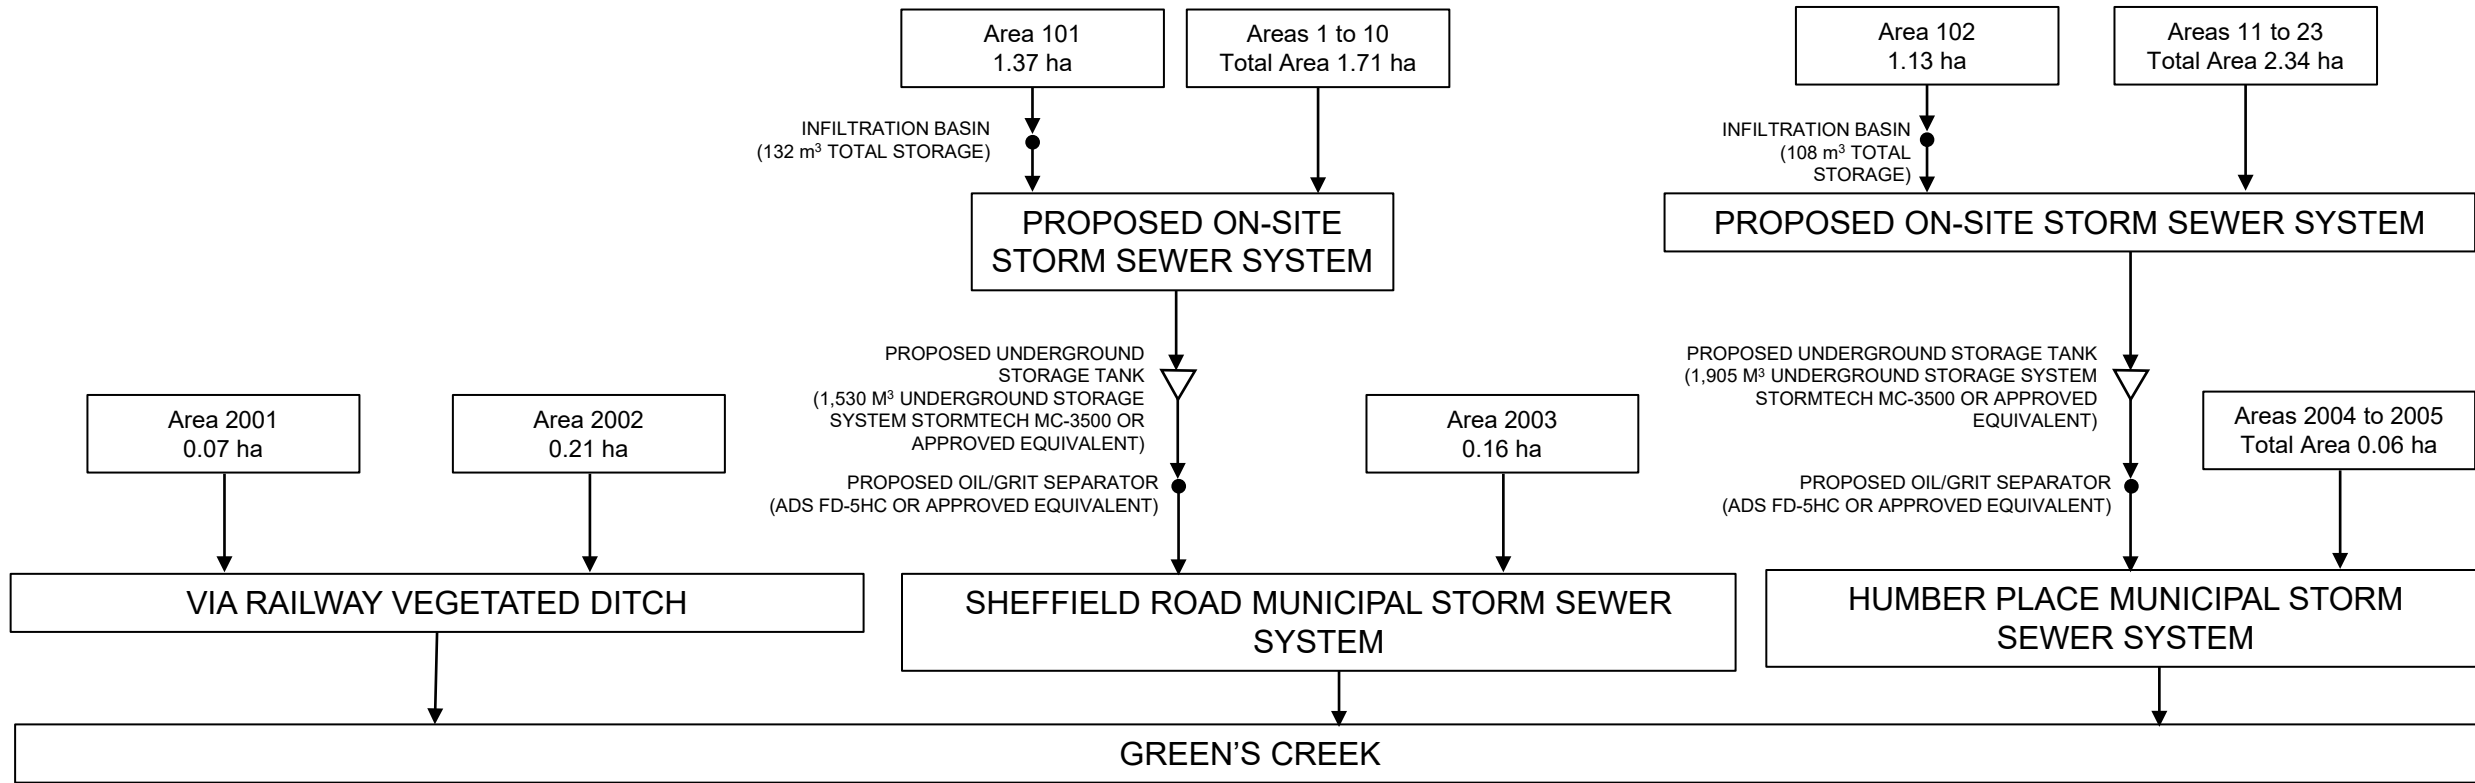 Area 101
1.37 ha
Areas 1 to 10
Total Area 1.71 ha
Area 102
1.13 ha
Areas 11 to 23
Total Area 2.34 ha
INFILTRATION BASIN
(132 m³ TOTAL STORAGE)
INFILTRATION BASIN
(108 m³ TOTAL
STORAGE)
PROPOSED ON-SITE
STORM SEWER SYSTEM
PROPOSED ON-SITE STORM SEWER SYSTEM
PROPOSED UNDERGROUND
STORAGE TANK
(1,530 M³ UNDERGROUND STORAGE
SYSTEM STORMTECH MC-3500 OR
APPROVED EQUIVALENT)
PROPOSED UNDERGROUND STORAGE TANK
(1,905 M³ UNDERGROUND STORAGE SYSTEM
STORMTECH MC-3500 OR APPROVED
EQUIVALENT)
Area 2001
0.07 ha
Area 2002
0.21 ha
Area 2003
0.16 ha
Areas 2004 to 2005
Total Area 0.06 ha
PROPOSED OIL/GRIT SEPARATOR
(ADS FD-5HC OR APPROVED EQUIVALENT)
PROPOSED OIL/GRIT SEPARATOR
(ADS FD-5HC OR APPROVED EQUIVALENT)
VIA RAILWAY VEGETATED DITCH
SHEFFIELD ROAD MUNICIPAL STORM SEWER
SYSTEM
HUMBER PLACE MUNICIPAL STORM
SEWER SYSTEM
GREEN'S CREEK